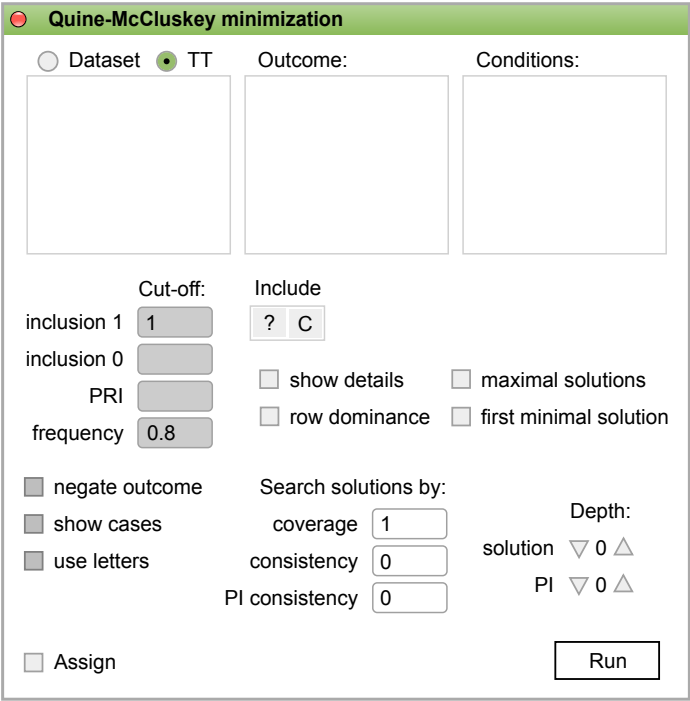 Quine-McCluskey minimization
Dataset TT Outcome: Conditions:
Cut-off: Include
inclusion 1 1 ? C
inclusion 0
show details maximal solutions
PRI
row dominance first minimal solution
frequency 0.8
negate outcome Search solutions by:
Depth:
show cases coverage 1
solution 0
use letters consistency 0
PI 0
PI consistency 0
Assign Run